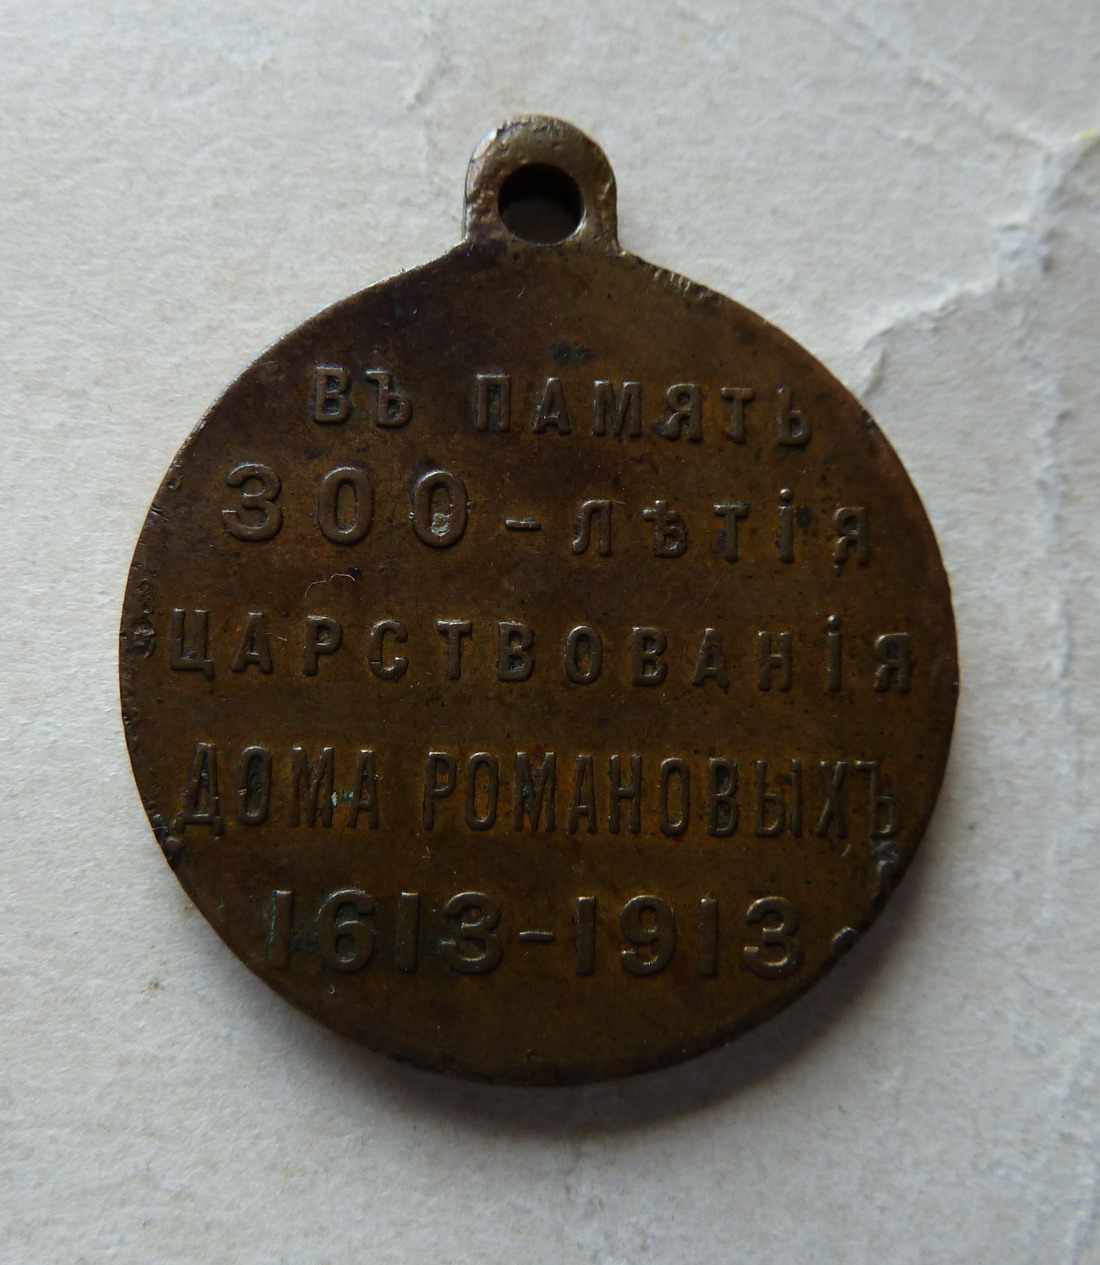 ВЪ ПАМЯТЬ
300-ЛѢТІЯ
ЦАРСТВОВАНІЯ
ДОМА РОМАНОВЫХЪ
1613-1913